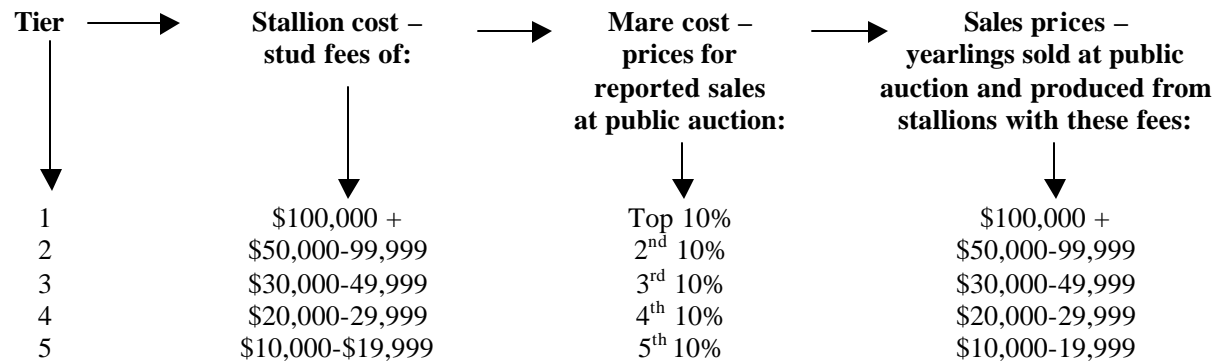 Tier Stallion cost – Mare cost – Sales prices –
stud fees of: prices for yearlings sold at public
reported sales auction and produced from
at public auction: stallions with these fees:
1 $100,000 + Top 10% $100,000 +
2 $50,000-99,999 2nd 10% $50,000-99,999
3 $30,000-49,999 3rd 10% $30,000-49,999
4 $20,000-29,999 4th 10% $20,000-29,999
5 $10,000-$19,999 5th 10% $10,000-19,999